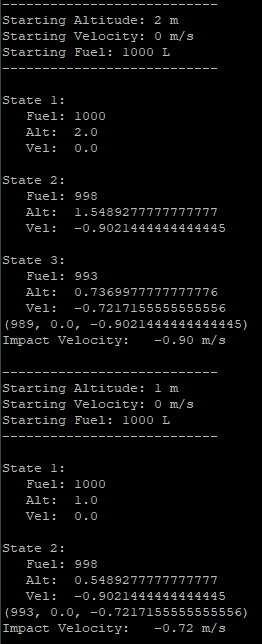 ---------------------------
Starting Altitude: 2 m
Starting Velocity: 0 m/s
Starting Fuel: 1000 L
---------------------------
State 1:
Fuel: 1000
Alt: 2.0
Vel: 0.0
State 2:
Fuel: 998
Alt: 1.5489277777777777
Vel: -0.9021444444444445
State 3:
Fuel: 993
Alt: 0.7369977777777776
Vel: -0.7217155555555556
(989, 0.0, -0.9021444444444445)
Impact Velocity: -0.90 m/s
---------------------------
Starting Altitude: 1 m
Starting Velocity: 0 m/s
Starting Fuel: 1000 L
---------------------------
State 1:
Fuel: 1000
Alt: 1.0
Vel: 0.0
State 2:
Fuel: 998
Alt: 0.5489277777777777
Vel: -0.9021444444444445
(993, 0.0, -0.7217155555555556)
Impact Velocity: -0.72 m/s